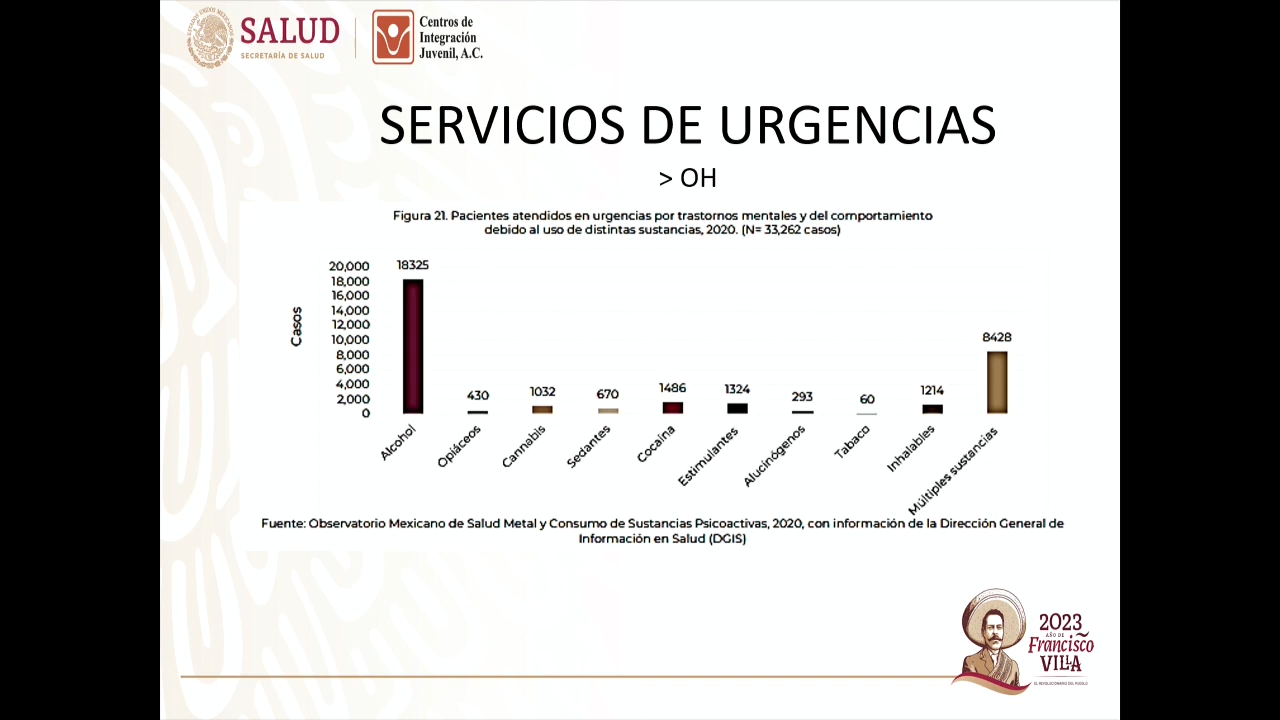 SALUD
SECRETARÍA DE SALUD
Centros de
Integración
Juvenil, A.C.
SERVICIOS DE URGENCIAS
> OH
Figura 21. Pacientes atendidos en urgencias por trastornos mentales y del comportamiento
debido al uso de distintas sustancias, 2020. (N= 33,262 casos)
Casos
20,000
18,000
16,000
14,000
12,000
10,000
8,000
6,000
4,000
2,000
0
18325
430
1032
670
1486
1324
293
60
1214
8428
Alcohol
Opiáceos
Cannabis
Sedantes
Cocaína
Estimulantes
Alucinógenos
Tabaco
Inhalables
Múltiples sustancias
Fuente: Observatorio Mexicano de Salud Metal y Consumo de Sustancias Psicoactivas, 2020, con información de la Dirección General de
Información en Salud (DGIS)
2023
AÑO DE
Francisco
VILLA
EL REVOLUCIONARIO DEL PUEBLO